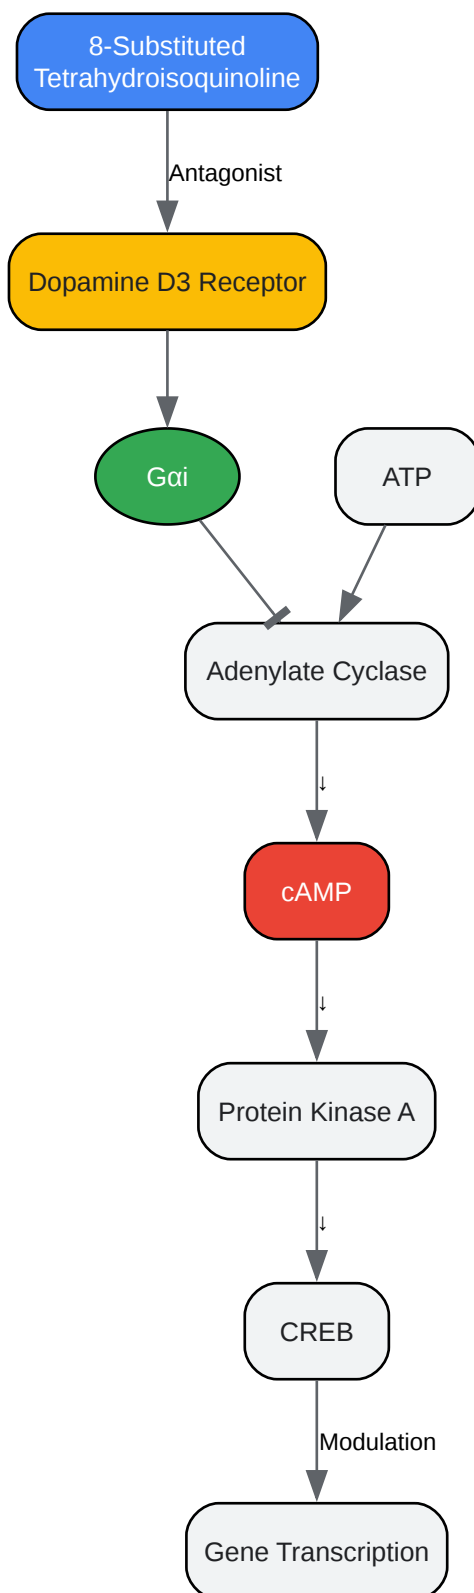 8-Substituted
Tetrahydroisoquinoline
Antagonist
Dopamine D3 Receptor
Gαi
ATP
Adenylate Cyclase
↓
cAMP
↓
Protein Kinase A
↓
CREB
Modulation
Gene Transcription